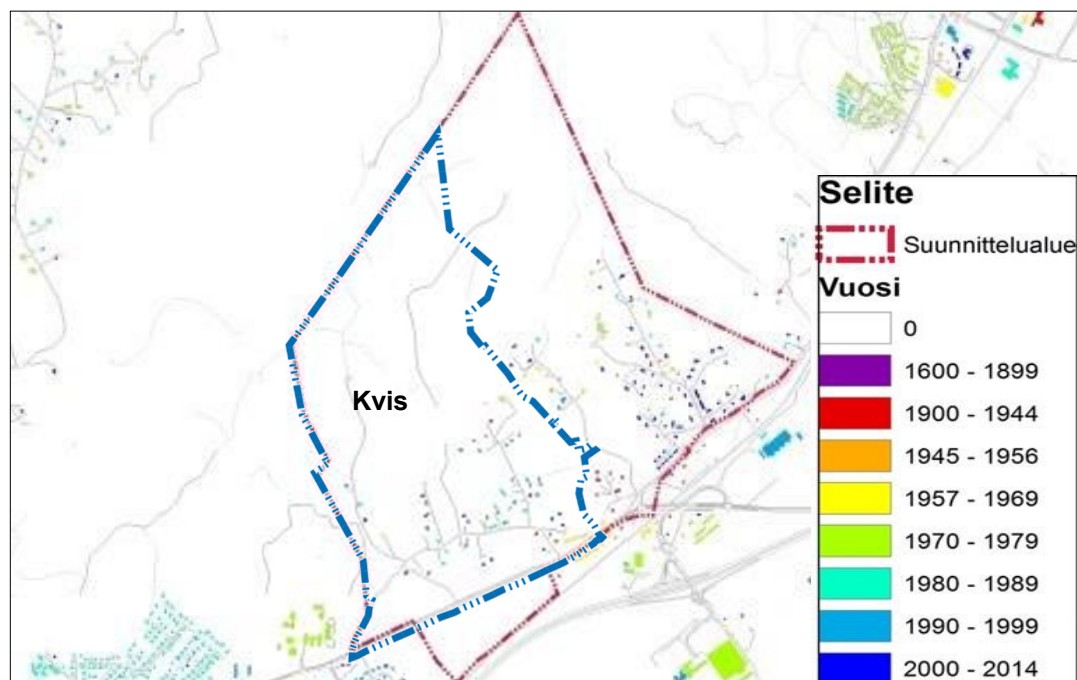 Kvis
Selite
Suunnittelualue
Vuosi
0
1600 - 1899
1900 - 1944
1945 - 1956
1957 - 1969
1970 - 1979
1980 - 1989
1990 - 1999
2000 - 2014